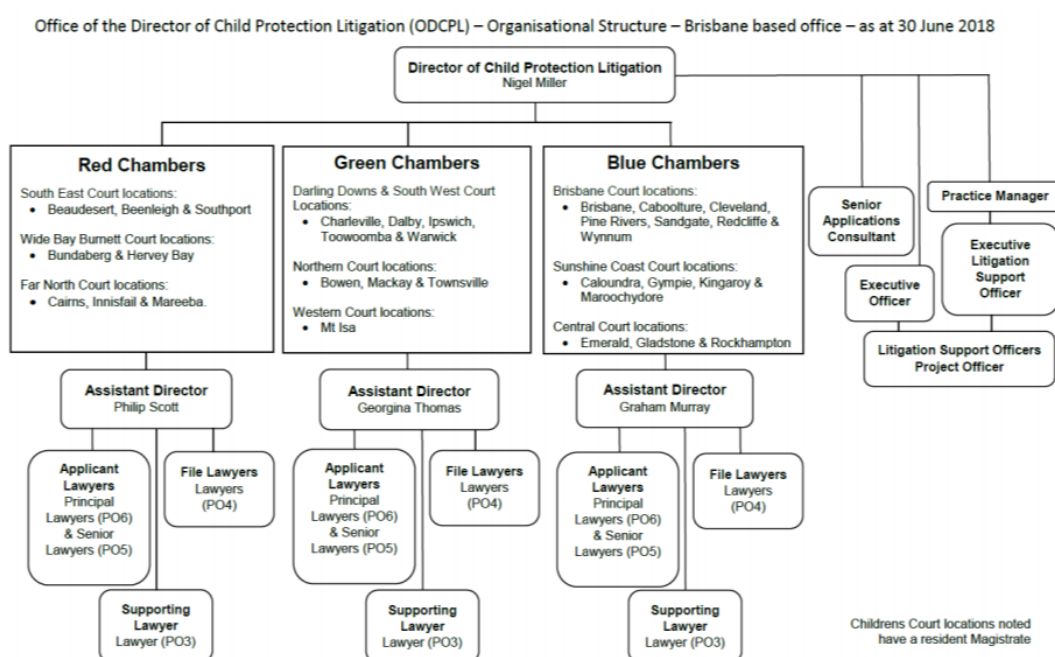 Office of the Director of Child Protection Litigation (ODCPL) – Organisational Structure – Brisbane based office – as at 30 June 2018
Director of Child Protection Litigation
Nigel Miller
Red Chambers
South East Court locations:
• Beaudesert, Beenleigh & Southport
Wide Bay Burnett Court locations:
• Bundaberg & Hervey Bay
Far North Court locations:
• Cairns, Innisfail & Mareeba.
Green Chambers
Darling Downs & South West Court
Locations:
• Charleville, Dalby, Ipswich,
Toowoomba & Warwick
Northern Court locations:
• Bowen, Mackay & Townsville
Western Court locations:
• Mt Isa
Blue Chambers
Brisbane Court locations:
• Brisbane, Caboolture, Cleveland,
Pine Rivers, Sandgate, Redcliffe &
Wynnum
Sunshine Coast Court locations:
• Caloundra, Gympie, Kingaroy &
Maroochydore
Central Court locations:
• Emerald, Gladstone & Rockhampton
Senior
Applications
Consultant
Practice Manager
Executive
Officer
Executive
Litigation
Support
Officer
Litigation Support Officers
Project Officer
Assistant Director
Philip Scott
Applicant
Lawyers
Principal
Lawyers (PO6)
& Senior
Lawyers (PO5)
File Lawyers
Lawyers
(PO4)
Supporting
Lawyer
Lawyer (PO3)
Assistant Director
Georgina Thomas
Applicant
Lawyers
Principal
Lawyers (PO6)
& Senior
Lawyers (PO5)
File Lawyers
Lawyers
(PO4)
Supporting
Lawyer
Lawyer (PO3)
Assistant Director
Graham Murray
Applicant
Lawyers
Principal
Lawyers (PO6)
& Senior
Lawyers (PO5)
File Lawyers
Lawyers
(PO4)
Supporting
Lawyer
Lawyer (PO3)
Childrens Court locations noted
have a resident Magistrate